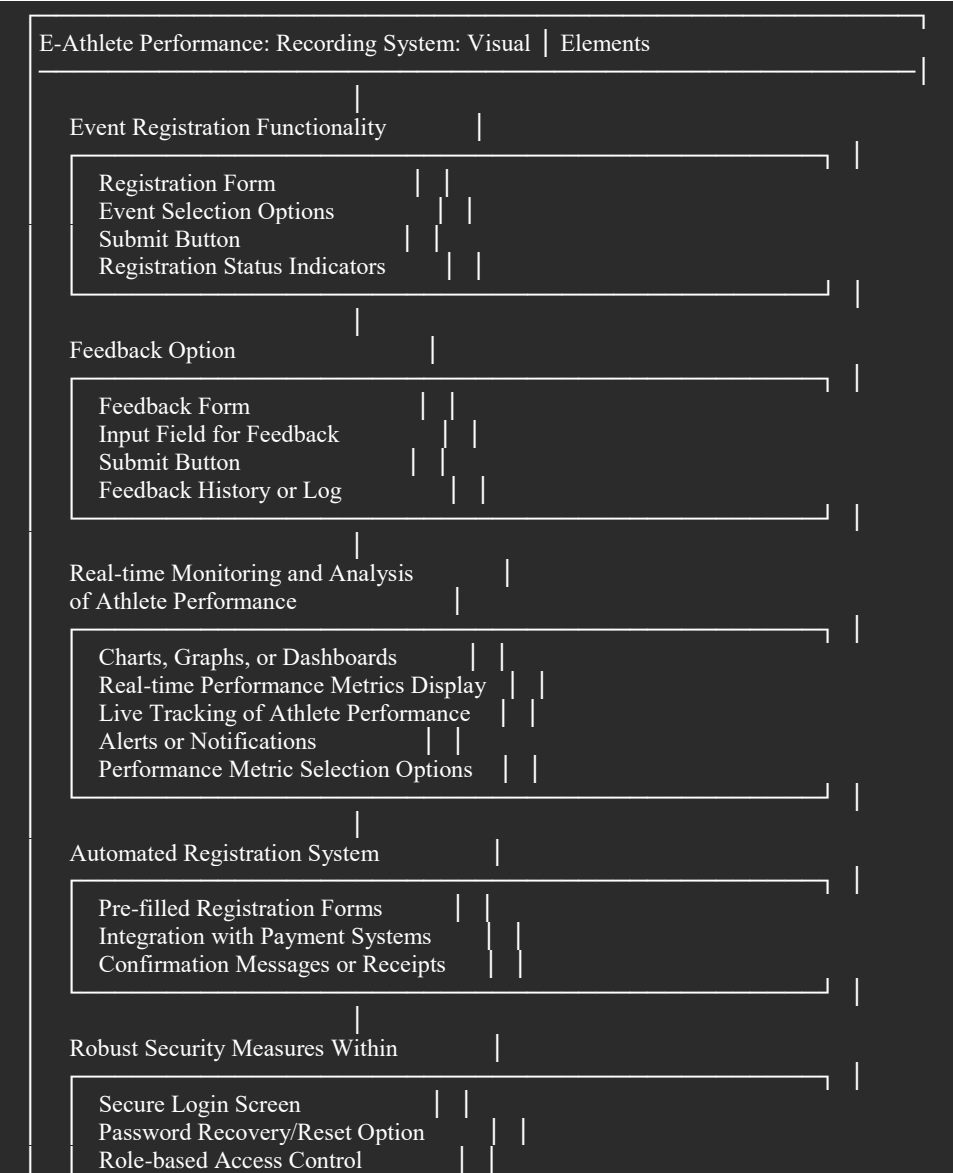 E-Athlete Performance: Recording System: Visual │ Elements
Event Registration Functionality
Registration Form
Event Selection Options
Submit Button
Registration Status Indicators
Feedback Option
Feedback Form
Input Field for Feedback
Submit Button
Feedback History or Log
Real-time Monitoring and Analysis
of Athlete Performance
Charts, Graphs, or Dashboards
Real-time Performance Metrics Display
Live Tracking of Athlete Performance
Alerts or Notifications
Performance Metric Selection Options
Automated Registration System
Pre-filled Registration Forms
Integration with Payment Systems
Confirmation Messages or Receipts
Robust Security Measures Within
Secure Login Screen
Password Recovery/Reset Option
Role-based Access Control